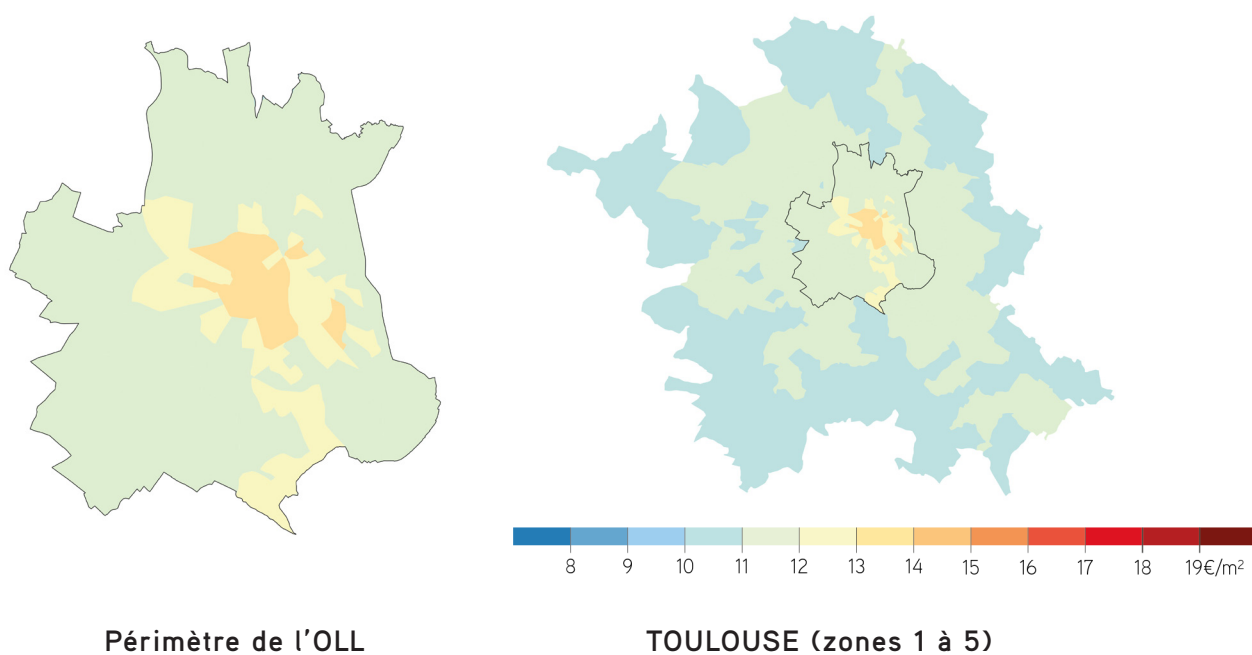 8 9 10 11 12 13 14 15 16 17 18 19€/m²
Périmètre de l'OLL
TOULOUSE (zones 1 à 5)